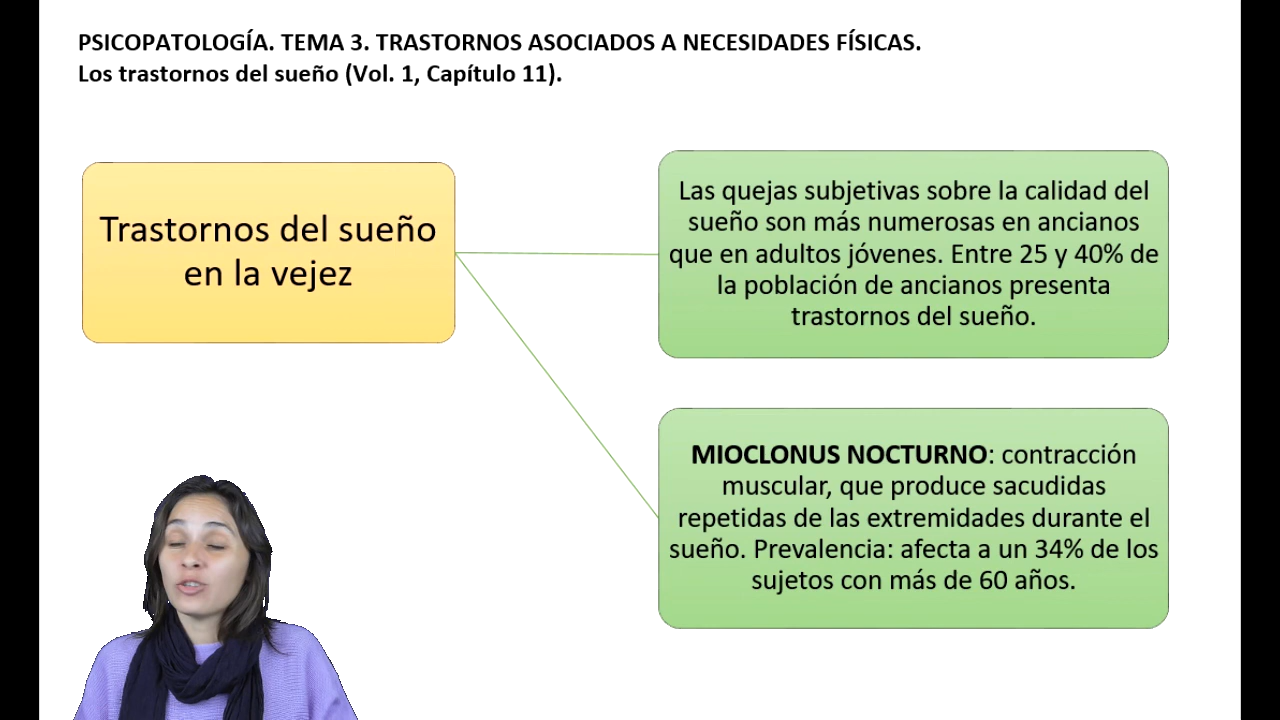 PSICOPATOLOGÍA. TEMA 3. TRASTORNOS ASOCIADOS A NECESIDADES FÍSICAS.
Los trastornos del sueño (Vol. 1, Capítulo 11).
Trastornos del sueño
en la vejez
Las quejas subjetivas sobre la calidad del
sueño son más numerosas en ancianos
que en adultos jóvenes. Entre 25 y 40% de
la población de ancianos presenta
trastornos del sueño.
MIOCLONUS NOCTURNO: contracción
muscular, que produce sacudidas
repetidas de las extremidades durante el
sueño. Prevalencia: afecta a un 34% de los
sujetos con más de 60 años.